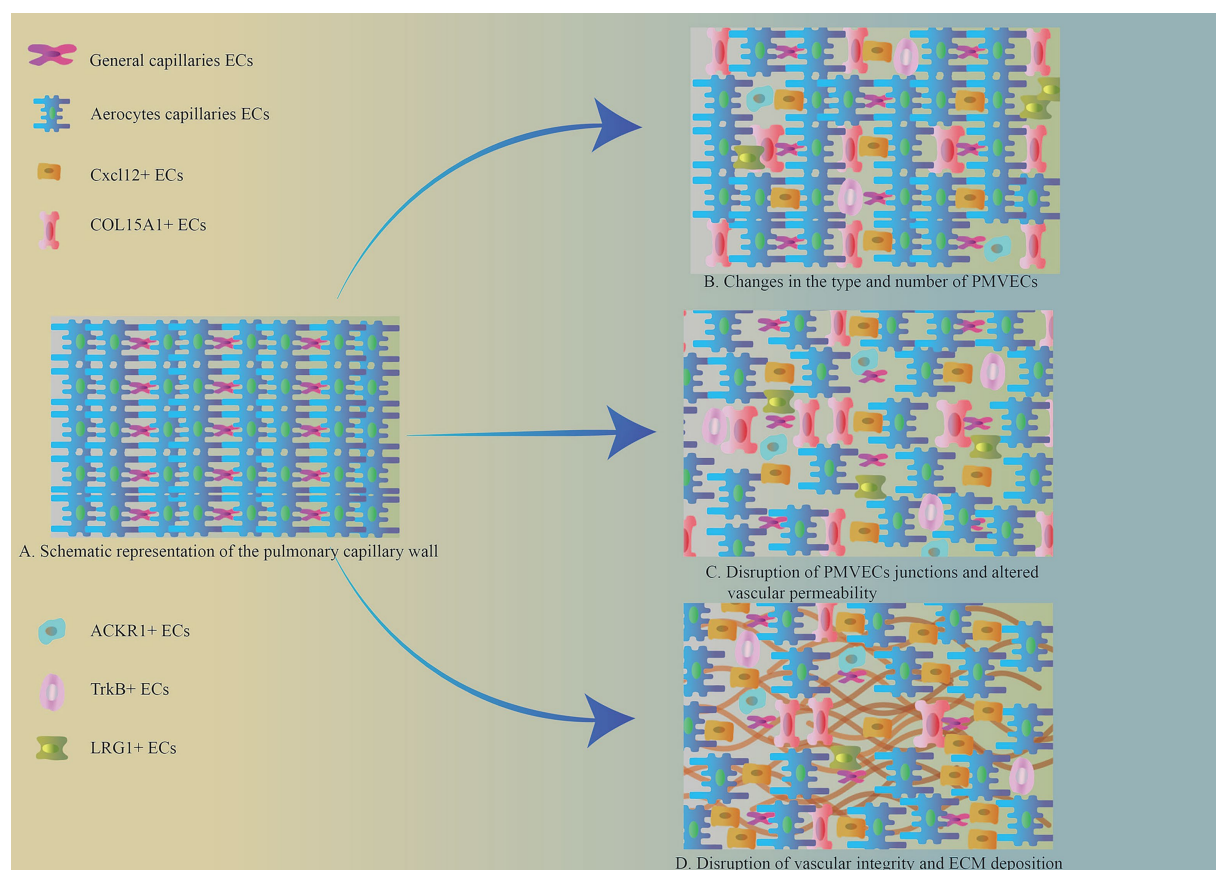 General capillaries ECs
Aerocytes capillaries ECs
Cxcl12+ ECs
COL15A1+ ECs
A. Schematic representation of the pulmonary capillary wall
ACKR1+ ECs
TrkB+ ECs
LRG1+ ECs
B. Changes in the type and number of PMVECs
C. Disruption of PMVECs junctions and altered
vascular permeability
D. Disruption of vascular integrity and ECM deposition